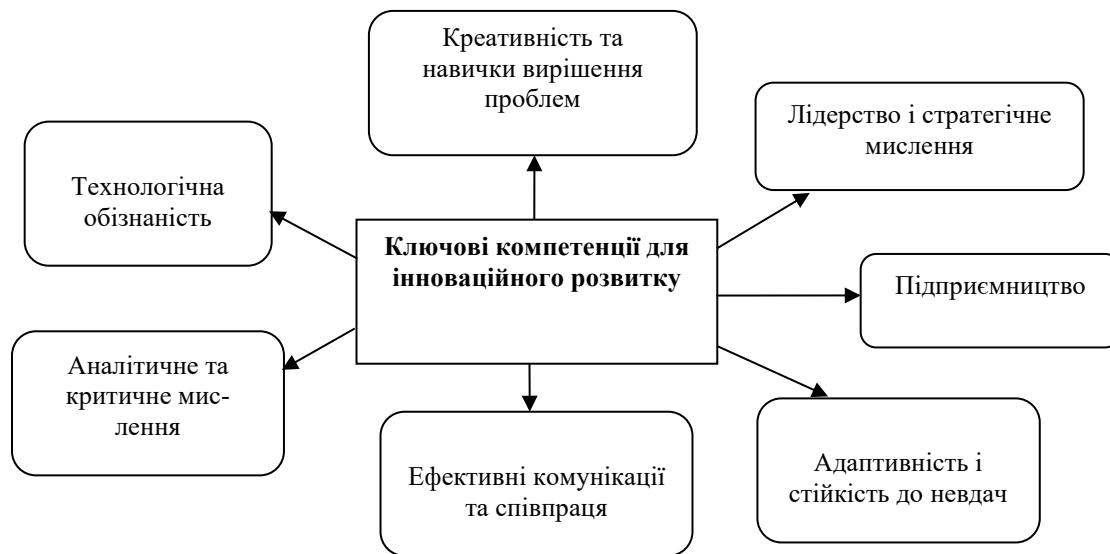 Креативність та
навички вирішення
проблем
Лідерство і стратегічне
мислення
Технологічна
обізнаність
Ключові компетенції для
інноваційного розвитку
Підприємництво
Аналітичне та
критичне мис-
лення
Ефективні комунікації
та співпраця
Адаптивність і
стійкість до невдач